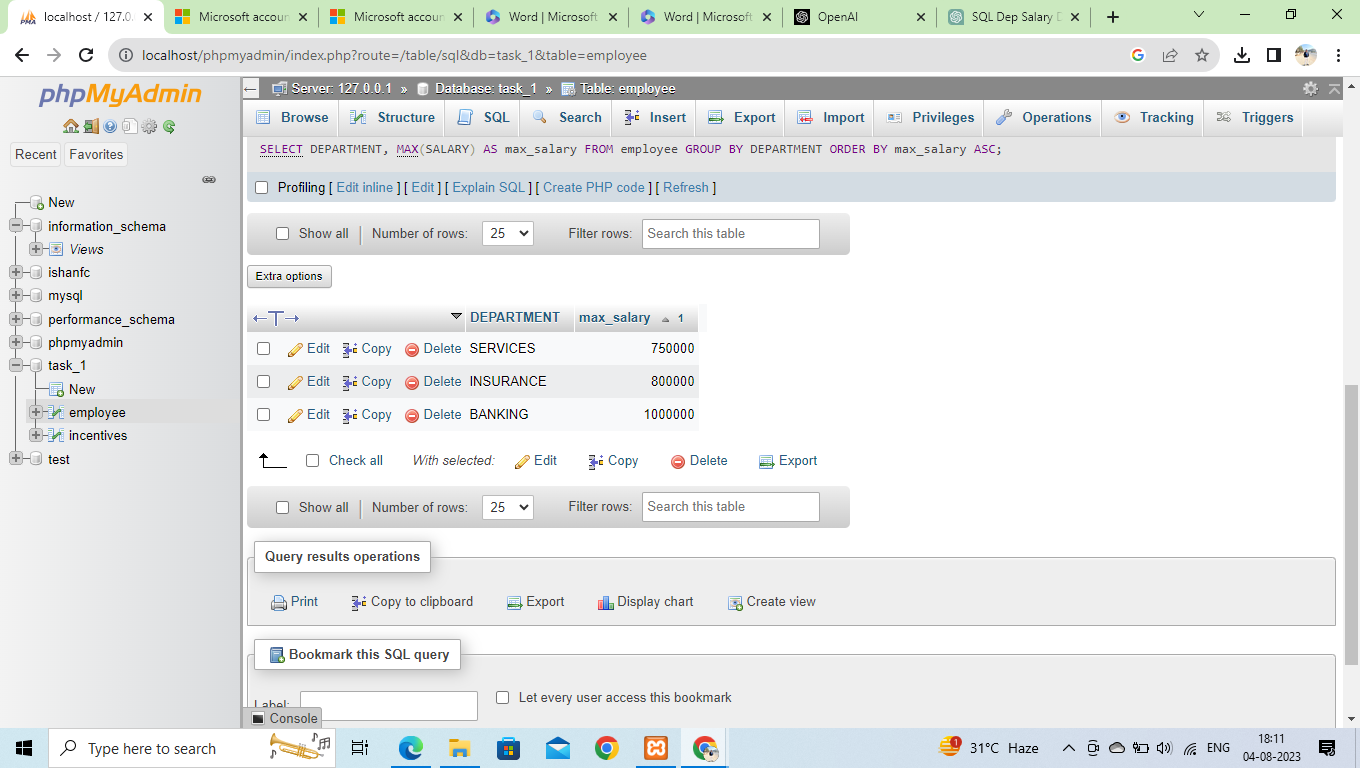 localhost / 127.0.
Microsoft accoun
Microsoft accoun
Word | Microsoft
Word | Microsoft
OpenAI
SQL Dep Salary D
localhost/phpmyadmin/index.php?route=/table/sql&db=task_1&table=employee
phpMyAdmin
Recent Favorites
New
information_schema
Views
ishanfc
mysql
performance_schema
phpmyadmin
task_1
New
employee
incentives
test
Server: 127.0.0.1 » Database: task_1 » Table: employee
Browse Structure SQL Search Insert Export Import Privileges Operations Tracking Triggers
SELECT DEPARTMENT, MAX(SALARY) AS max_salary FROM employee GROUP BY DEPARTMENT ORDER BY max_salary ASC;
Profiling [ Edit inline ] [ Edit ] [ Explain SQL ] [ Create PHP code ] [ Refresh ]
Show all | Number of rows: 25 Filter rows: Search this table
Extra options
←T→ DEPARTMENT max_salary 1
Edit Copy Delete SERVICES 750000
Edit Copy Delete INSURANCE 800000
Edit Copy Delete BANKING 1000000
Check all With selected: Edit Copy Delete Export
Show all | Number of rows: 25 Filter rows: Search this table
Query results operations
Print Copy to clipboard Export Display chart Create view
Bookmark this SQL query
Label: Let every user access this bookmark
Console
Type here to search
1 31°C Haze ENG 18:11
04-08-2023